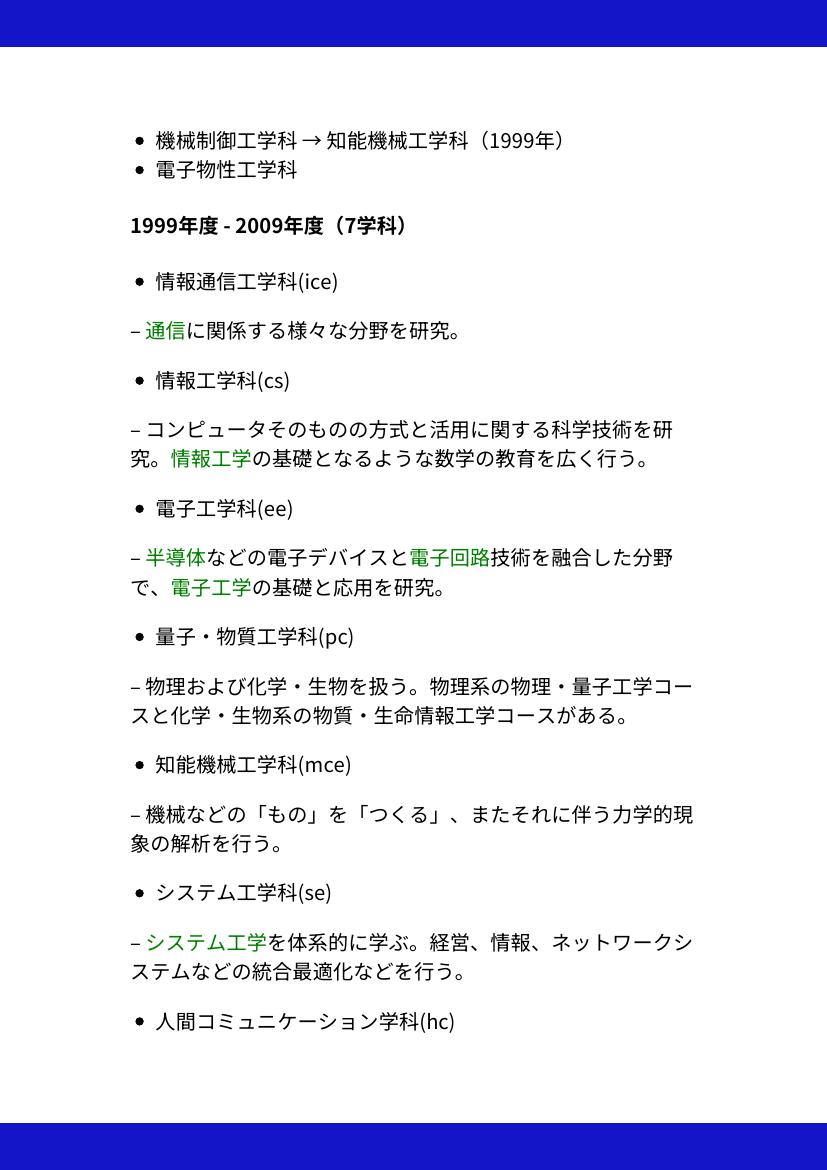 • 機械制御工学科 → 知能機械工学科（1999年）
• 電子物性工学科
1999年度 - 2009年度（7学科）
• 情報通信工学科(ice)
– 通信に関係する様々な分野を研究。
• 情報工学科(cs)
– コンピュータそのものの方式と活用に関する科学技術を研
究。情報工学の基礎となるような数学の教育を広く行う。
• 電子工学科(ee)
– 半導体などの電子デバイスと電子回路技術を融合した分野
で、電子工学の基礎と応用を研究。
• 量子・物質工学科(pc)
– 物理および化学・生物を扱う。物理系の物理・量子工学コー
スと化学・生物系の物質・生命情報工学コースがある。
• 知能機械工学科(mce)
– 機械などの「もの」を「つくる」、またそれに伴う力学的現
象の解析を行う。
• システム工学科(se)
– システム工学を体系的に学ぶ。経営、情報、ネットワークシ
ステムなどの統合最適化などを行う。
• 人間コミュニケーション学科(hc)